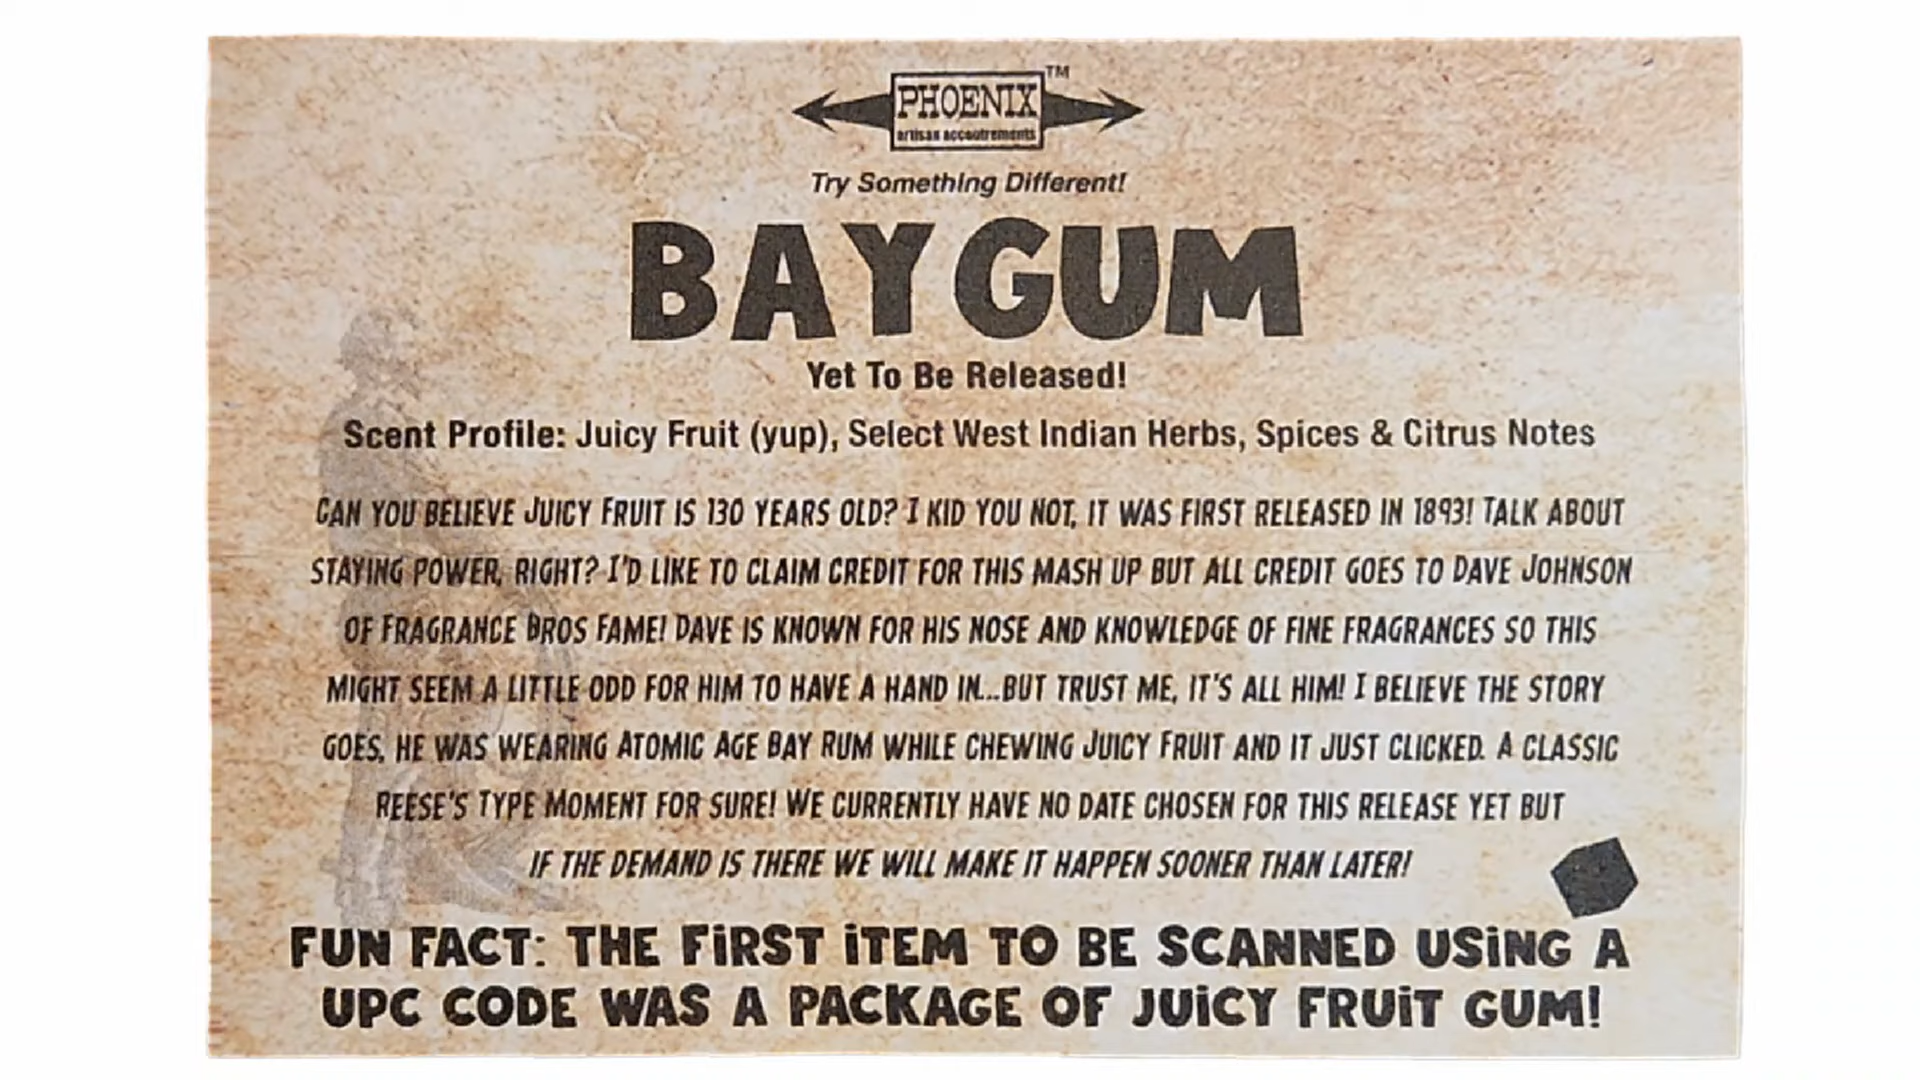 PHOENIX™
artisan accoutrements
Try Something Different!
BAY GUM
Yet To Be Released!
Scent Profile: Juicy Fruit (yup), Select West Indian Herbs, Spices & Citrus Notes
CAN YOU BELIEVE JUICY FRUIT IS 130 YEARS OLD? I KID YOU NOT, IT WAS FIRST RELEASED IN 1893! TALK ABOUT
STAYING POWER, RIGHT? I'D LIKE TO CLAIM CREDIT FOR THIS MASH UP BUT ALL CREDIT GOES TO DAVE JOHNSON
OF FRAGRANCE BROS FAME! DAVE IS KNOWN FOR HIS NOSE AND KNOWLEDGE OF FINE FRAGRANCES SO THIS
MIGHT SEEM A LITTLE ODD FOR HIM TO HAVE A HAND IN...BUT TRUST ME, IT'S ALL HIM! I BELIEVE THE STORY
GOES, HE WAS WEARING ATOMIC AGE BAY RUM WHILE CHEWING JUICY FRUIT AND IT JUST CLICKED. A CLASSIC
REESE'S TYPE MOMENT FOR SURE! WE CURRENTLY HAVE NO DATE CHOSEN FOR THIS RELEASE YET BUT
IF THE DEMAND IS THERE WE WILL MAKE IT HAPPEN SOONER THAN LATER!
FUN FACT: THE FIRST ITEM TO BE SCANNED USING A
UPC CODE WAS A PACKAGE OF JUICY FRUIT GUM!